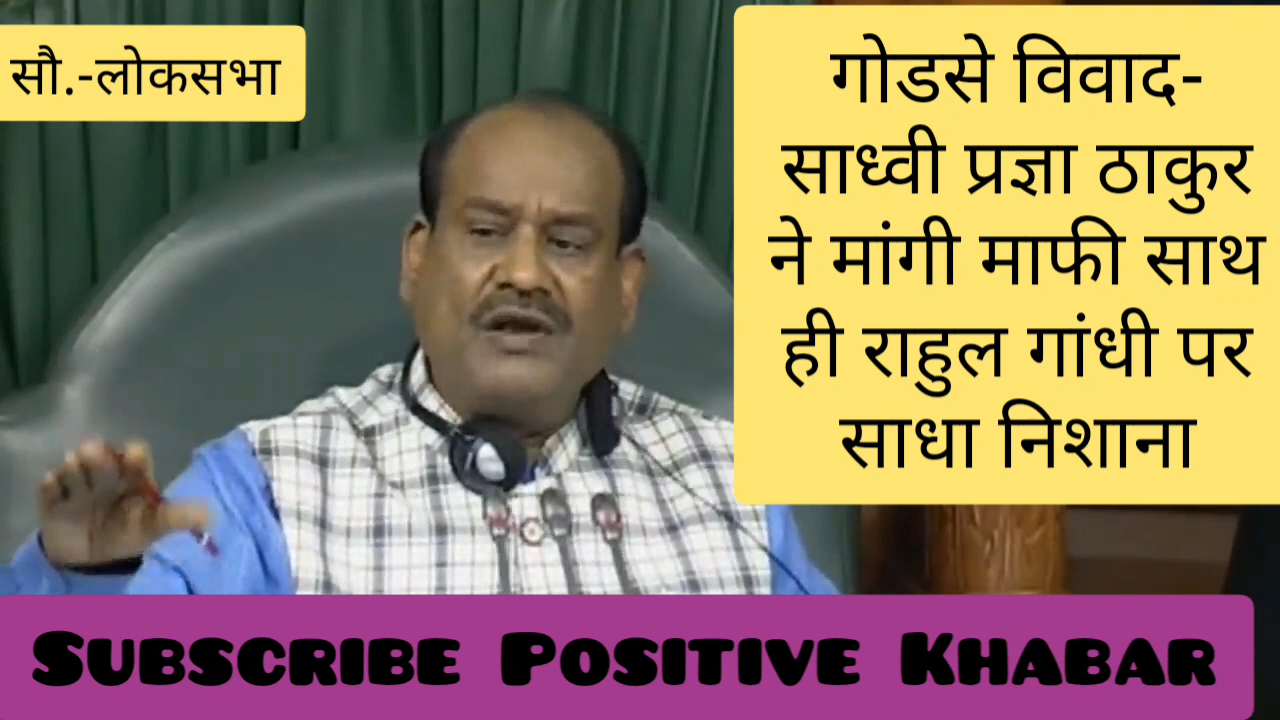 सौ.-लोकसभा
गोडसे विवाद-
साध्वी प्रज्ञा ठाकुर
ने मांगी माफी साथ
ही राहुल गांधी पर
साधा निशाना
SUBSCRIBE POSITIVE KHABAR